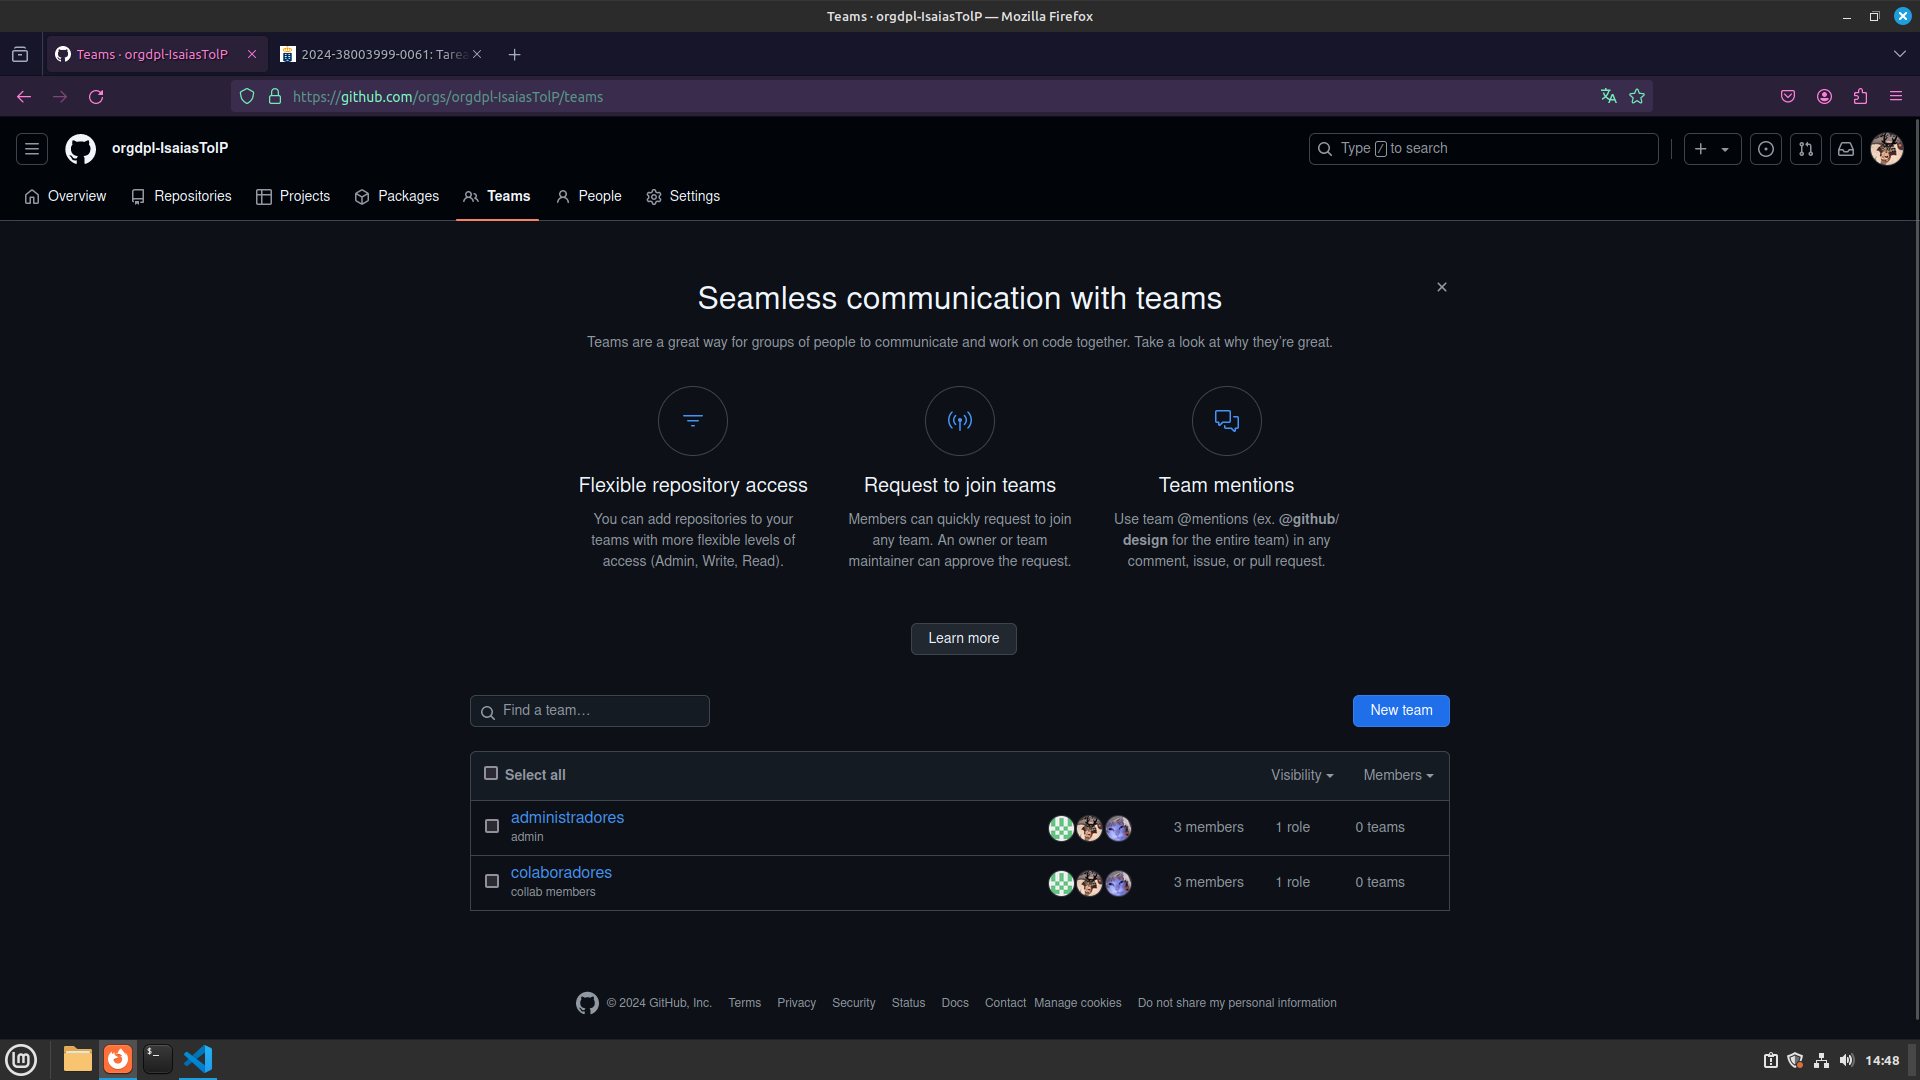 Teams · orgdpl-IsaiasTolP — Mozilla Firefox
Teams · orgdpl-IsaiasTolP
2024-38003999-0061: Tarea
https://github.com/orgs/orgdpl-IsaiasTolP/teams
orgdpl-IsaiasTolP
Type / to search
Overview
Repositories
Projects
Packages
Teams
People
Settings
Seamless communication with teams
Teams are a great way for groups of people to communicate and work on code together. Take a look at why they’re great.
Flexible repository access
You can add repositories to your
teams with more flexible levels of
access (Admin, Write, Read).
Request to join teams
Members can quickly request to join
any team. An owner or team
maintainer can approve the request.
Team mentions
Use team @mentions (ex. @github/
design for the entire team) in any
comment, issue, or pull request.
Learn more
Find a team…
New team
Select all
Visibility
Members
administradores
admin
3 members
1 role
0 teams
colaboradores
collab members
3 members
1 role
0 teams
© 2024 GitHub, Inc.
Terms
Privacy
Security
Status
Docs
Contact
Manage cookies
Do not share my personal information
14:48